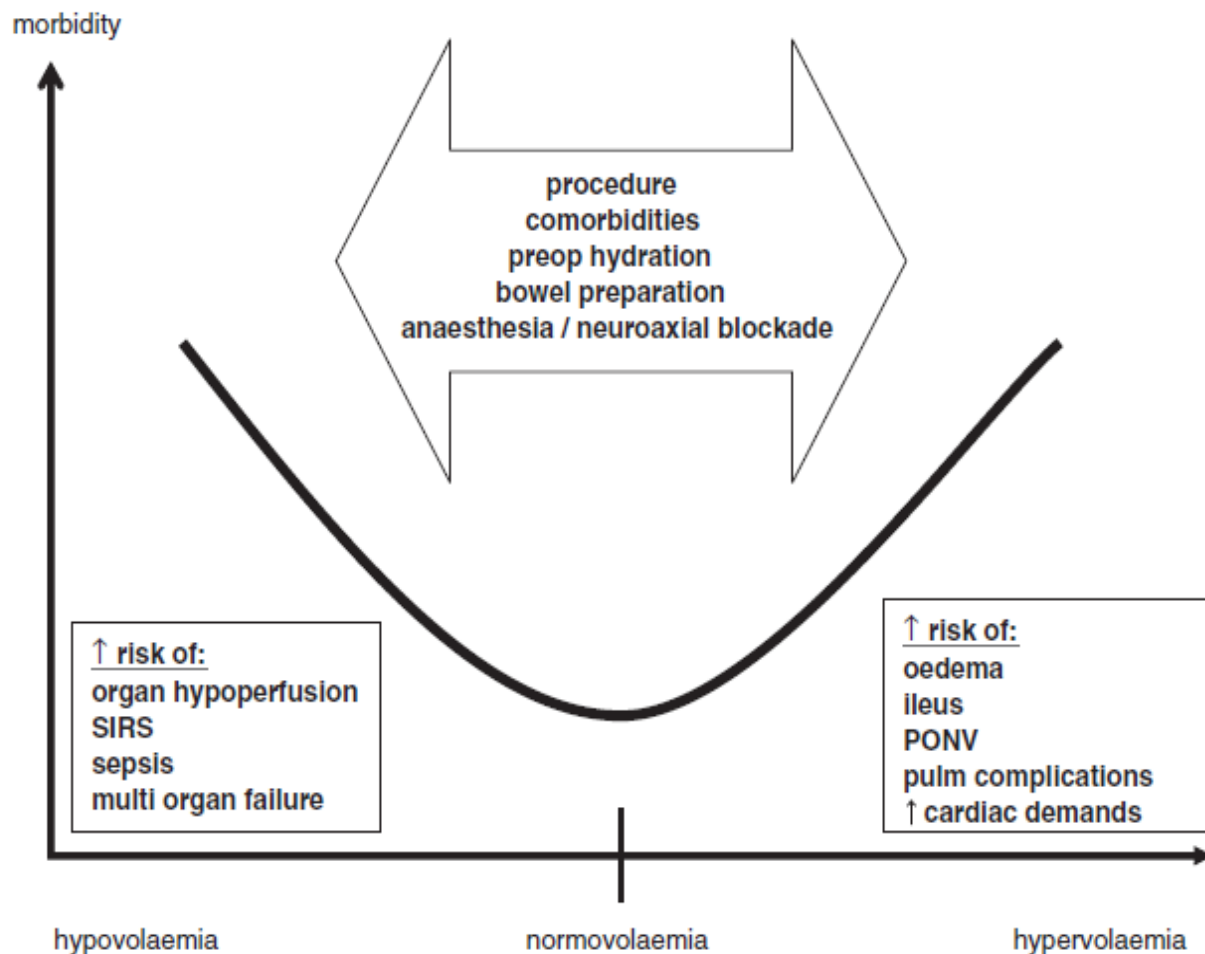 morbidity
procedure
comorbidities
preop hydration
bowel preparation
anaesthesia / neuroaxial blockade
↑ risk of:
organ hypoperfusion
SIRS
sepsis
multi organ failure
↑ risk of:
oedema
ileus
PONV
pulm complications
↑ cardiac demands
hypovolaemia
normovolaemia
hypervolaemia